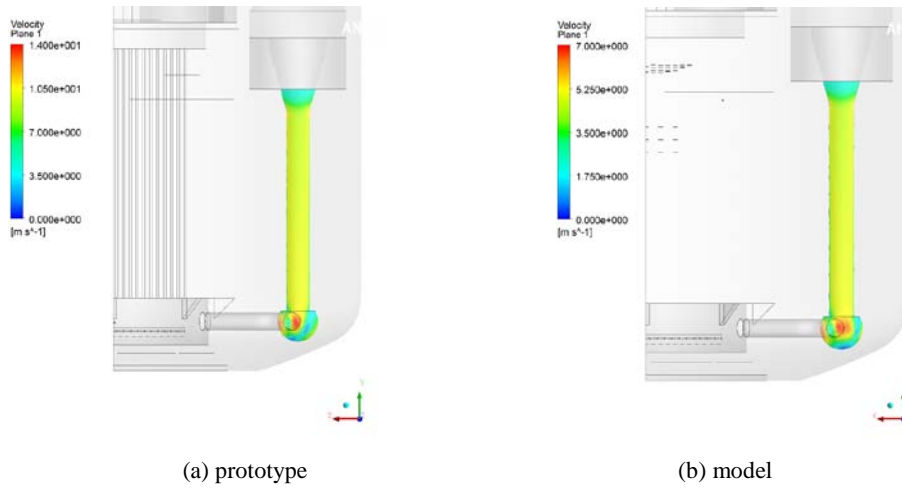 Velocity
Plane 1
1.400e+001
1.050e+001
7.000e+000
3.500e+000
0.000e+000
[m s^-1]
AN
Y
Velocity
Plane 1
7.000e+000
5.250e+000
3.500e+000
1.750e+000
0.000e+000
[m s^-1]
AN
(a) prototype
(b) model